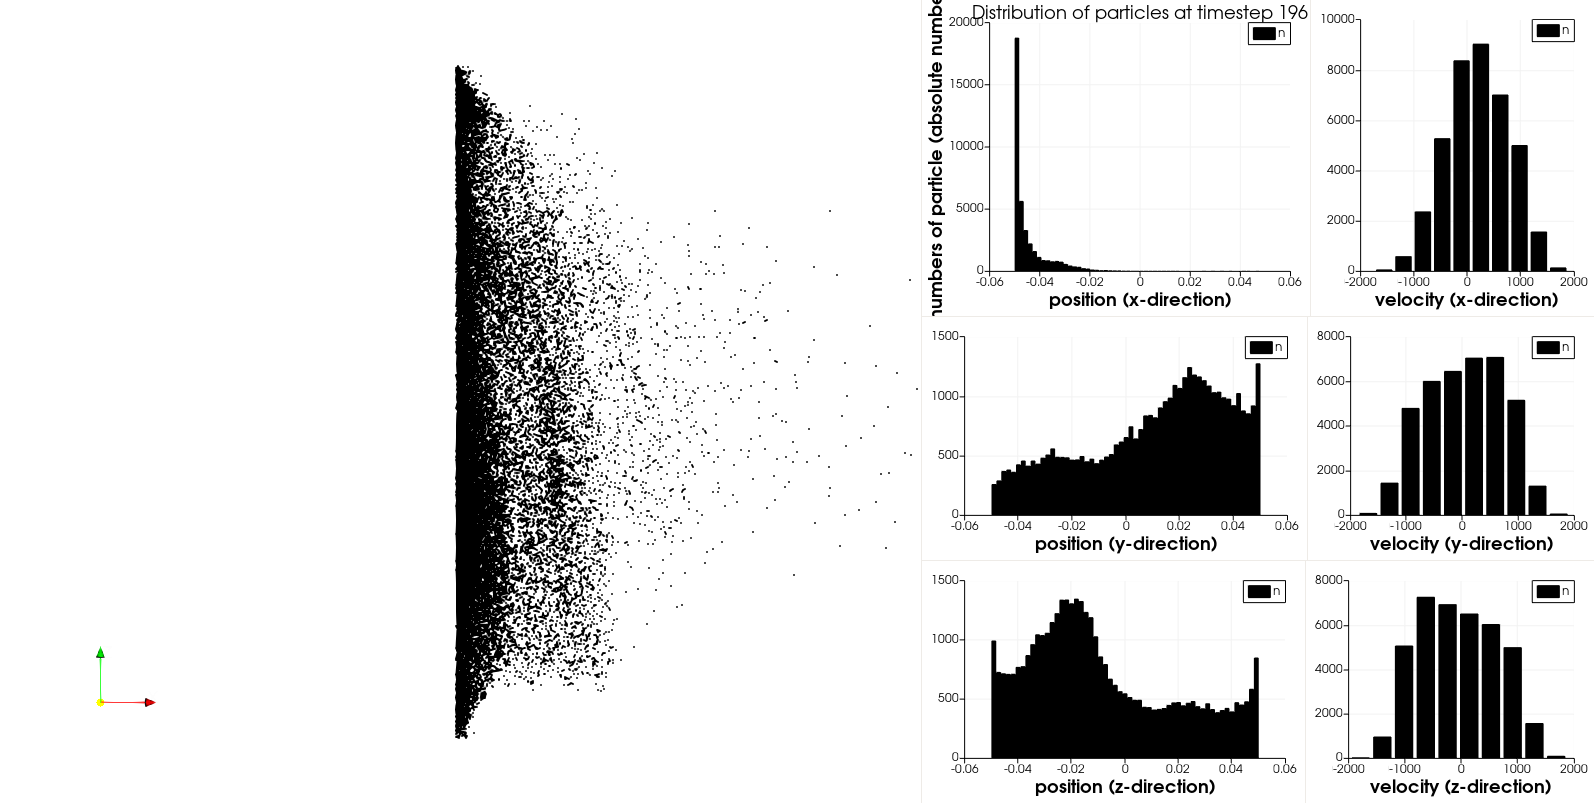 Distribution of particles at timestep 196
numbers of particle (absolute numbe
20000
15000
10000
5000
0
-0.06 -0.04 -0.02 0 0.02 0.04 0.06
position (x-direction)
n
10000
8000
6000
4000
2000
0
-2000 -1000 0 1000 2000
velocity (x-direction)
n
1500
1000
500
0
-0.06 -0.04 -0.02 0 0.02 0.04 0.06
position (y-direction)
n
8000
6000
4000
2000
0
-2000 -1000 0 1000 2000
velocity (y-direction)
n
1500
1000
500
0
-0.06 -0.04 -0.02 0 0.02 0.04 0.06
position (z-direction)
n
8000
6000
4000
2000
0
-2000 -1000 0 1000 2000
velocity (z-direction)
n